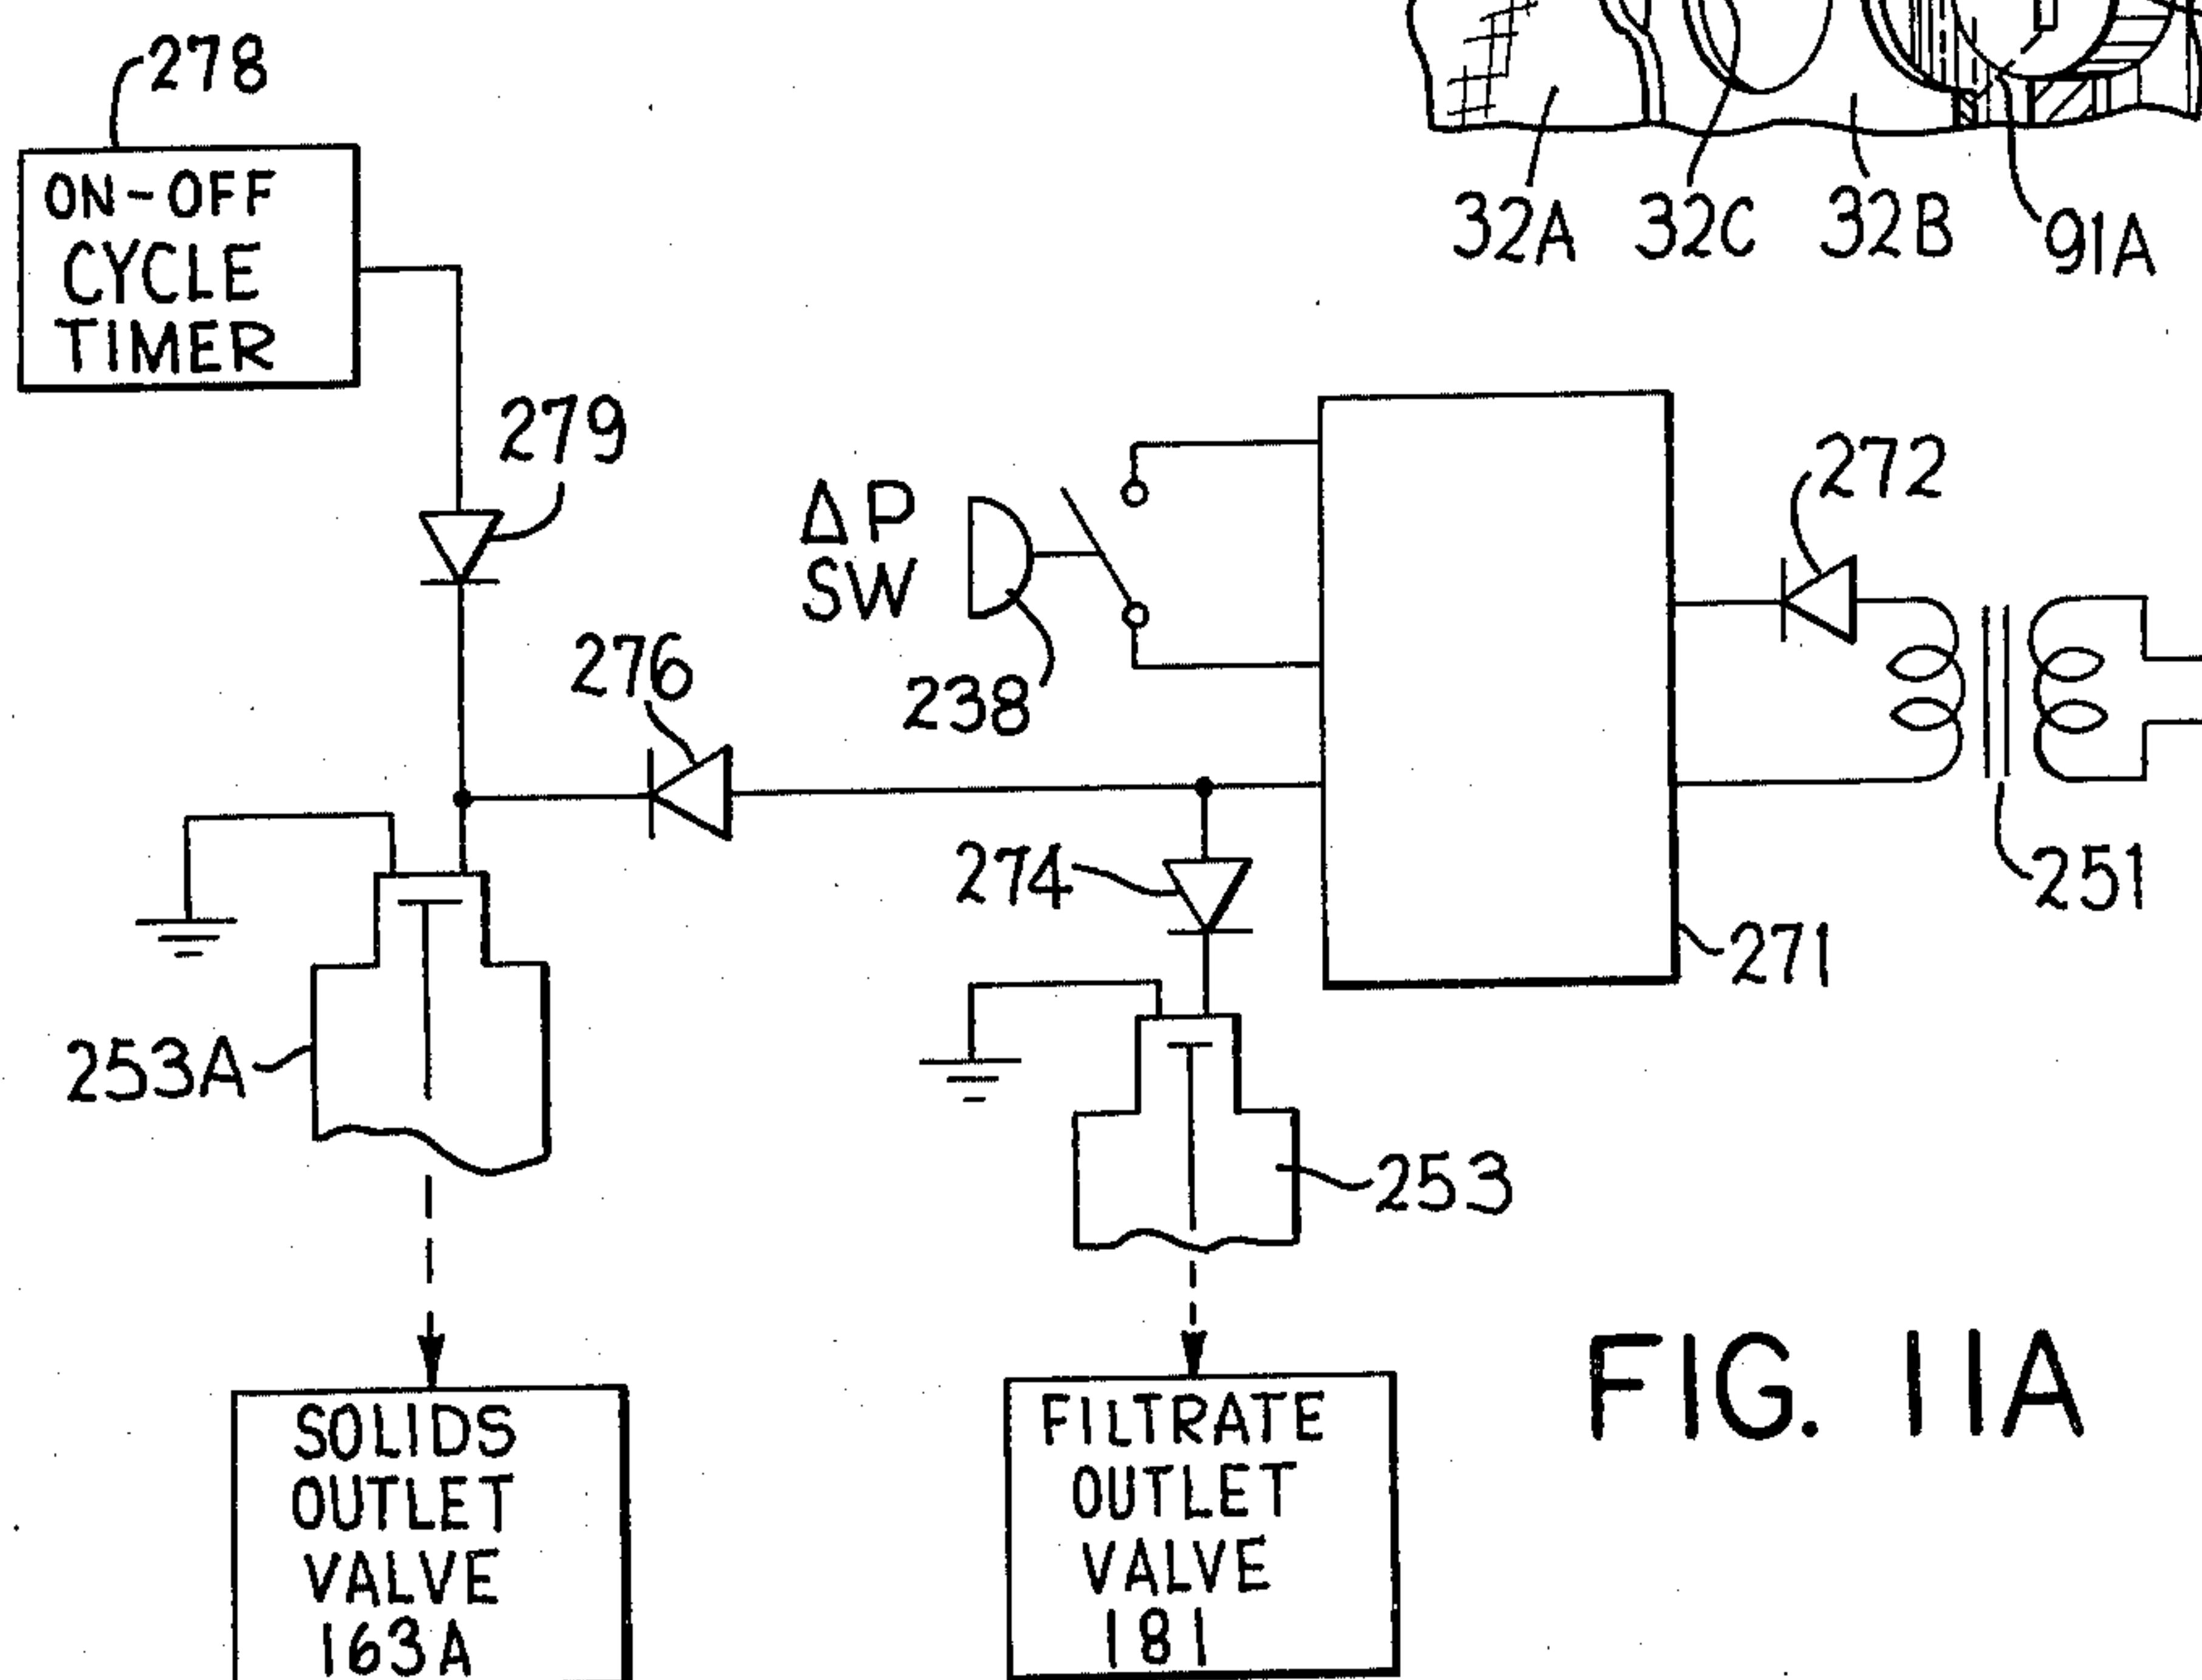 278
ON-OFF
CYCLE
TIMER
32A 32C 32B 91A
279
ΔP
SW
238
272
276
274
251
271
253A
253
SOLIDS
OUTLET
VALVE
163A
FILTRATE
OUTLET
VALVE
181
FIG. 11A